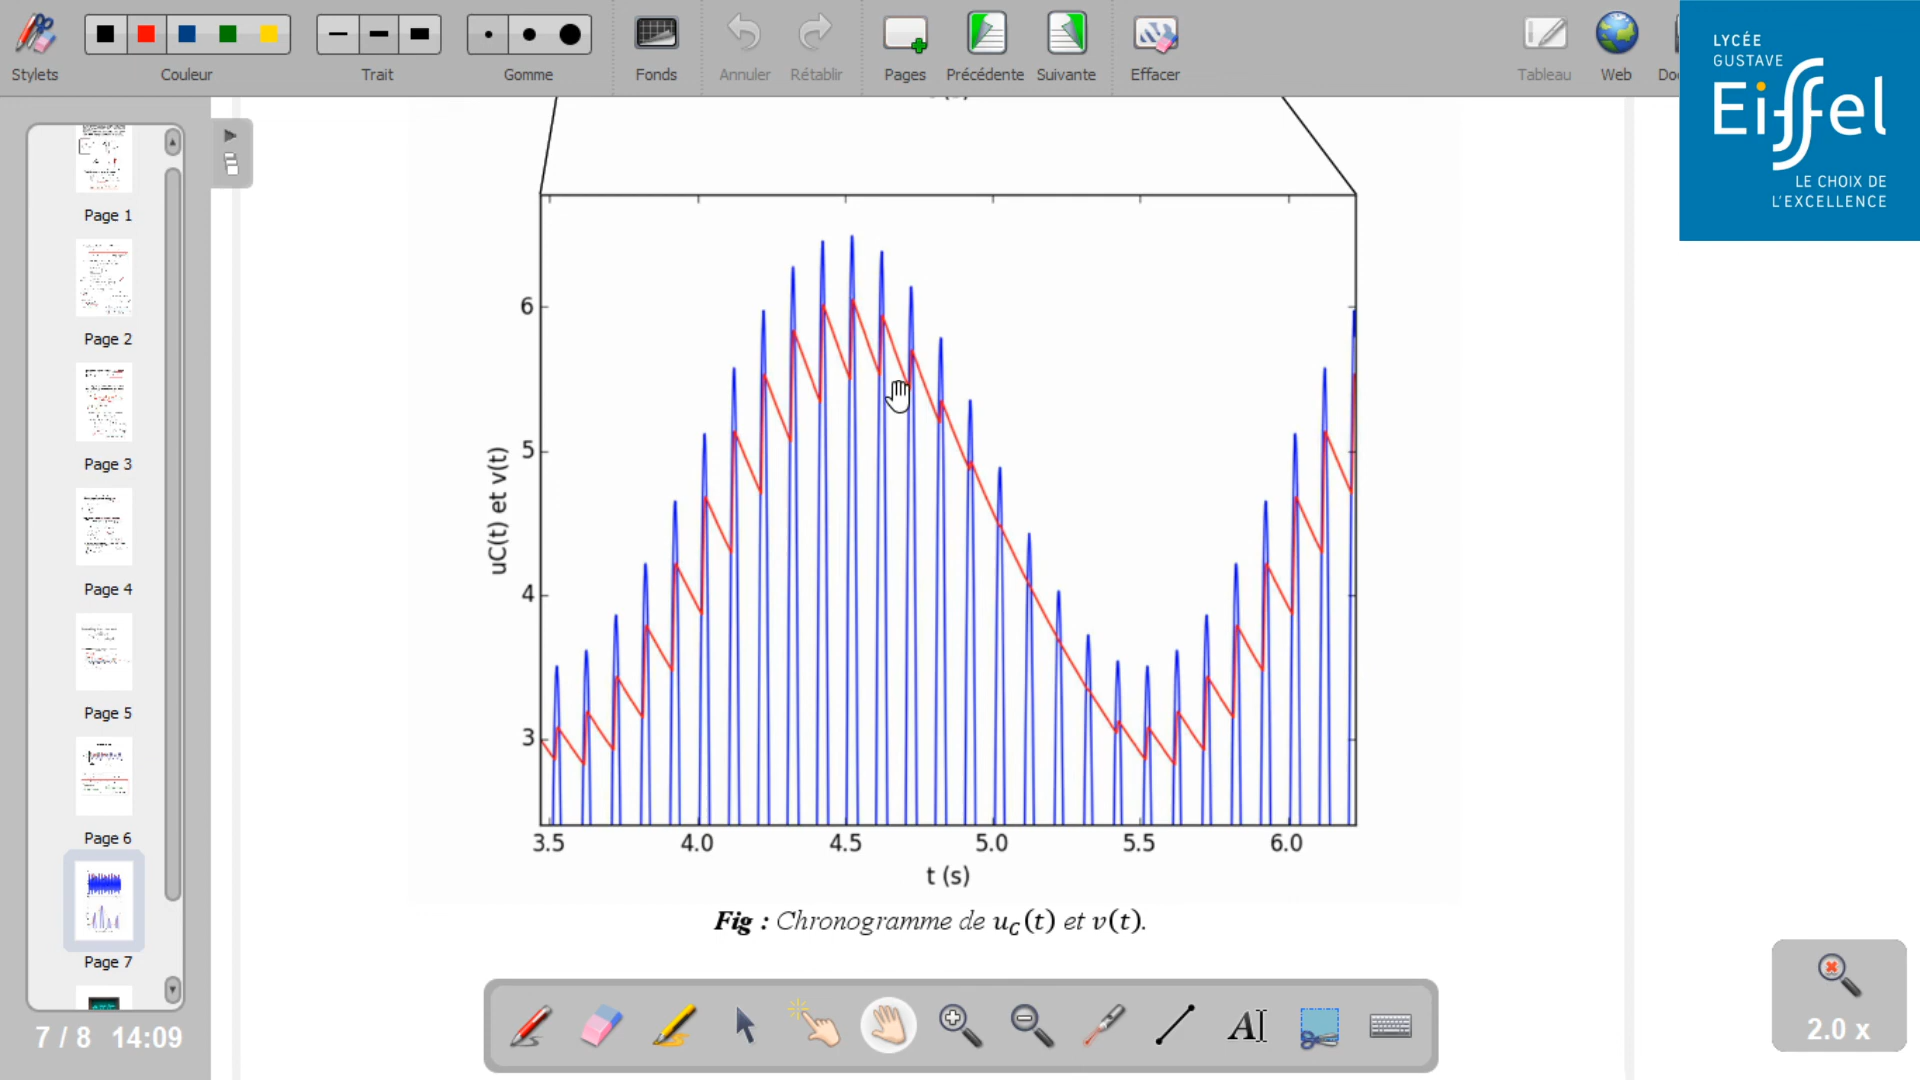 Stylets
Couleur
Trait
Gomme
Fonds
Annuler
Rétablir
Pages
Précédente
Suivante
Effacer
Tableau
Web
LYCÉE
GUSTAVE
Eiffel
LE CHOIX DE
L'EXCELLENCE
Page 1
Page 2
Page 3
Page 4
Page 5
Page 6
Page 7
7 / 8 14:09
uC(t) et v(t)
6
5
4
3
3.5 4.0 4.5 5.0 5.5 6.0
t (s)
Fig : Chronogramme de u_C(t) et v(t).
AI
2.0 x